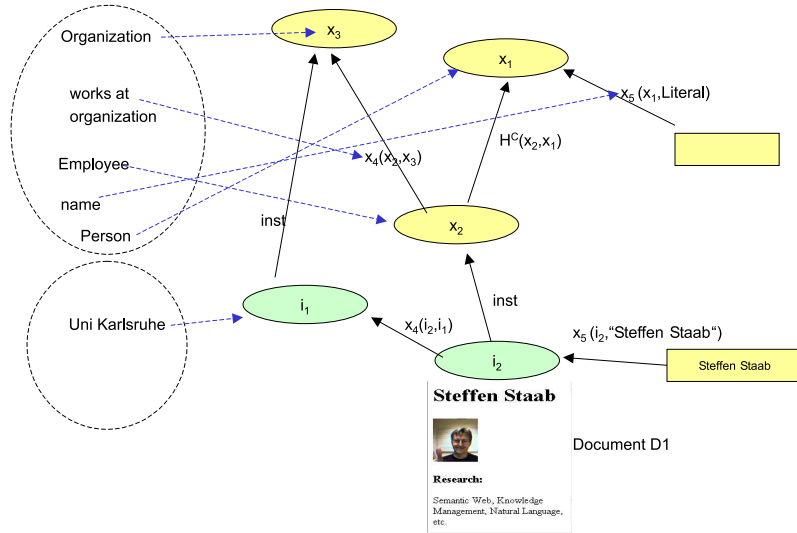 Organization
x3
x1
works at
organization
x5 (x1,Literal)
HC(x2,x1)
x4(x2,x3)
Employee
name
Person
inst
x2
Uni Karlsruhe
i1
inst
x4(i2,i1)
x5 (i2,“Steffen Staab“)
i2
Steffen Staab
Steffen Staab
Document D1
Research:
Semantic Web, Knowledge
Management, Natural Language,
etc.